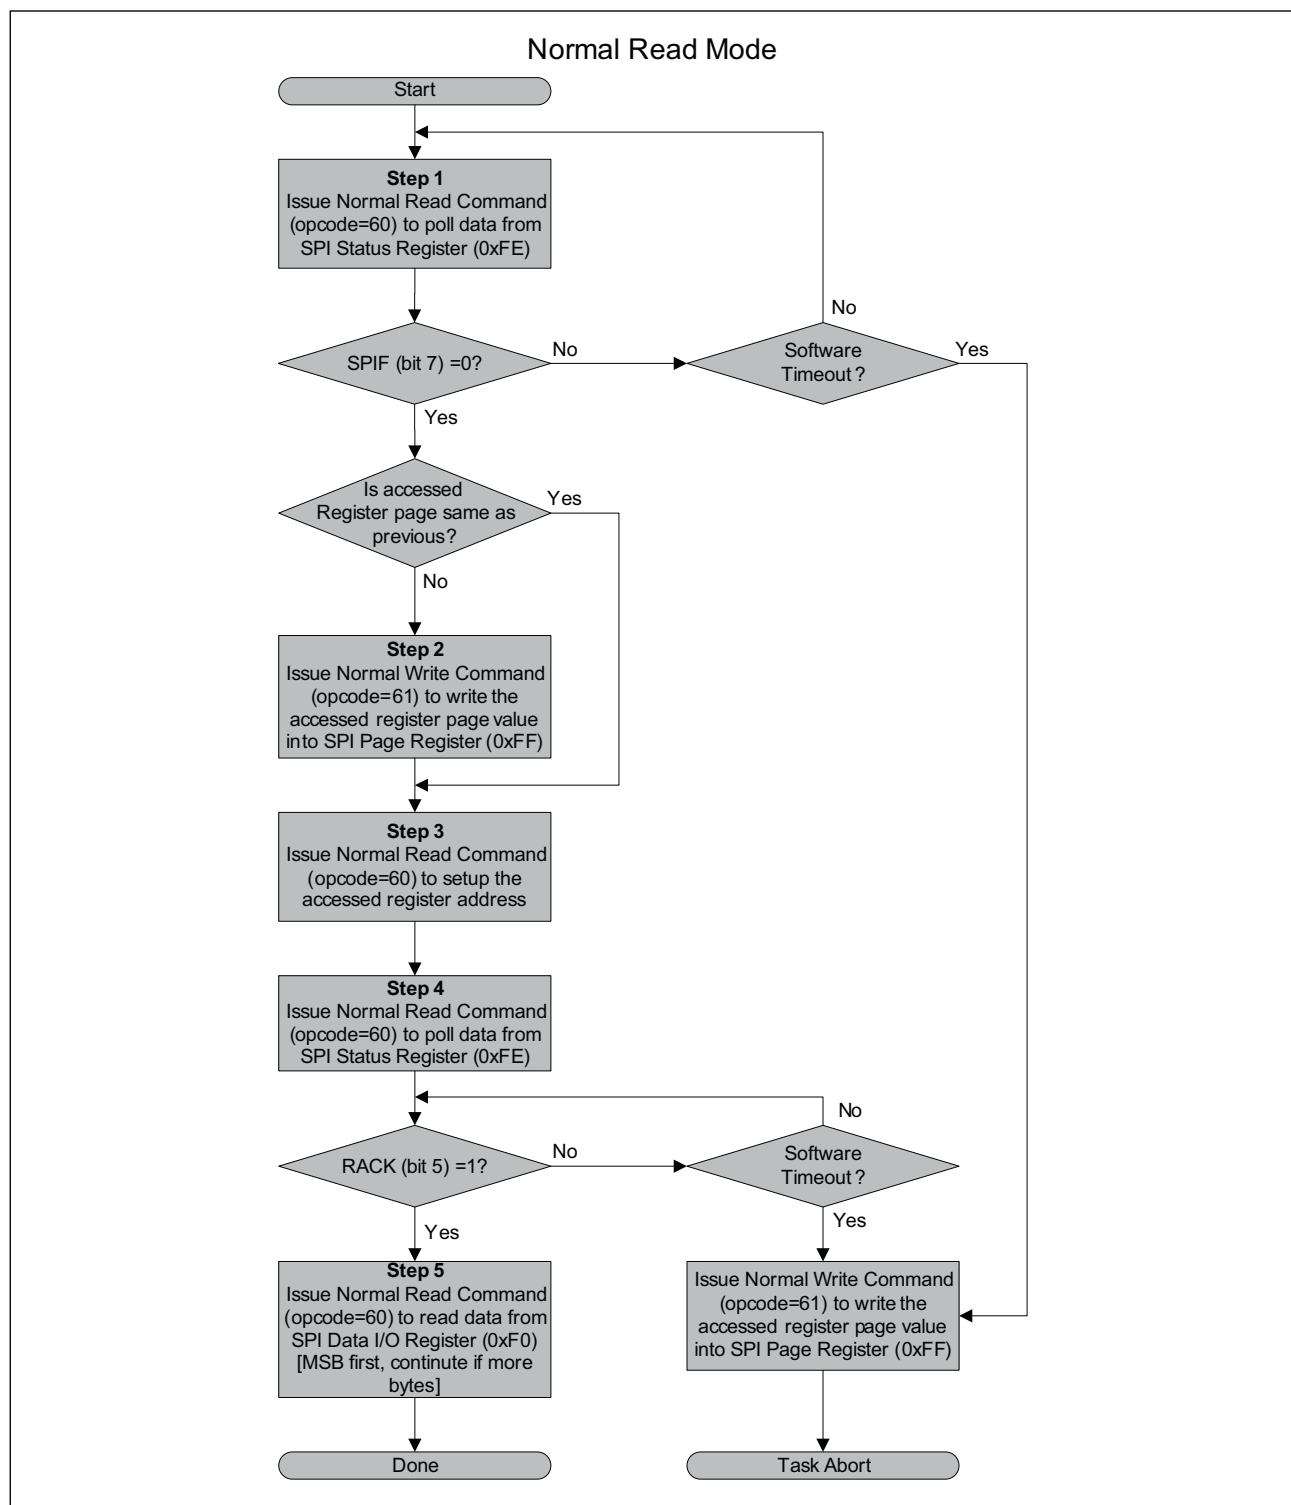 Normal Read Mode
Start
Step 1
Issue Normal Read Command
(opcode=60) to poll data from
SPI Status Register (0xFE)
No
SPIF (bit 7) =0?
No
Software
Timeout ?
Yes
Yes
Is accessed
Register page same as
previous?
Yes
No
Step 2
Issue Normal Write Command
(opcode=61) to write the
accessed register page value
into SPI Page Register (0xFF)
Step 3
Issue Normal Read Command
(opcode=60) to setup the
accessed register address
Step 4
Issue Normal Read Command
(opcode=60) to poll data from
SPI Status Register (0xFE)
No
RACK (bit 5) =1?
No
Software
Timeout ?
Yes
Yes
Step 5
Issue Normal Read Command
(opcode=60) to read data from
SPI Data I/O Register (0xF0)
[MSB first, continute if more
bytes]
Issue Normal Write Command
(opcode=61) to write the
accessed register page value
into SPI Page Register (0xFF)
Done
Task Abort